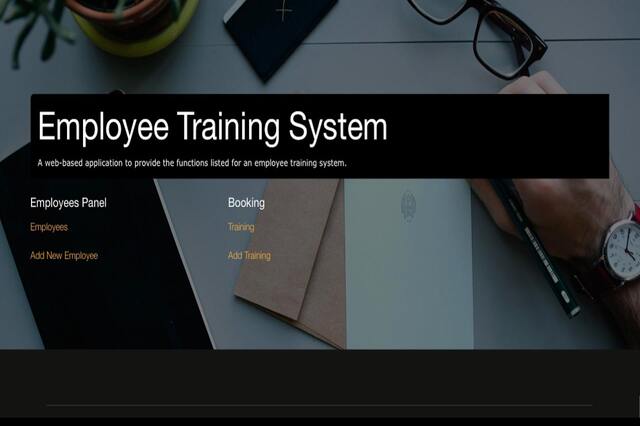 Employee Training System
A web-based application to provide the functions listed for an employee training system.
Employees Panel
Employees
Add New Employee
Booking
Training
Add Training